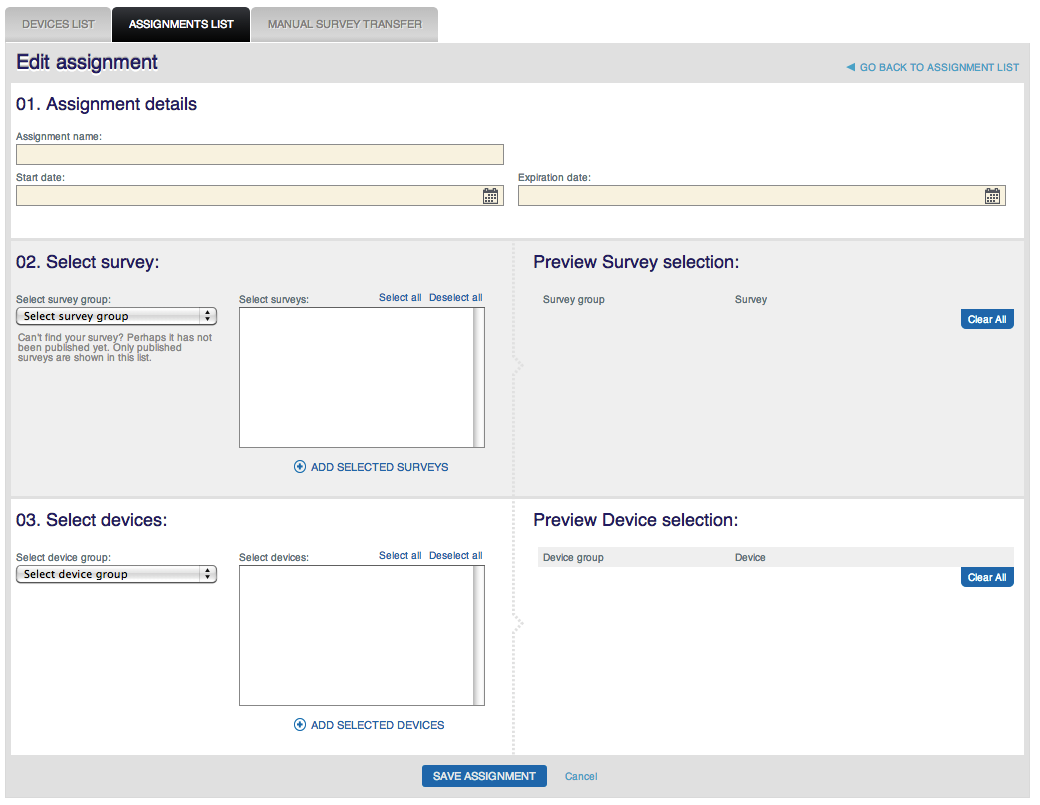 DEVICES LIST
ASSIGNMENTS LIST
MANUAL SURVEY TRANSFER
Edit assignment
GO BACK TO ASSIGNMENT LIST
01. Assignment details
Assignment name:
Start date:
Expiration date:
02. Select survey:
Select survey group:
Select survey group
Can't find your survey? Perhaps it has not
been published yet. Only published
surveys are shown in this list.
Select surveys:
Select all
Deselect all
ADD SELECTED SURVEYS
Preview Survey selection:
Survey group
Survey
Clear All
03. Select devices:
Select device group:
Select device group
Select devices:
Select all
Deselect all
ADD SELECTED DEVICES
Preview Device selection:
Device group
Device
Clear All
SAVE ASSIGNMENT
Cancel